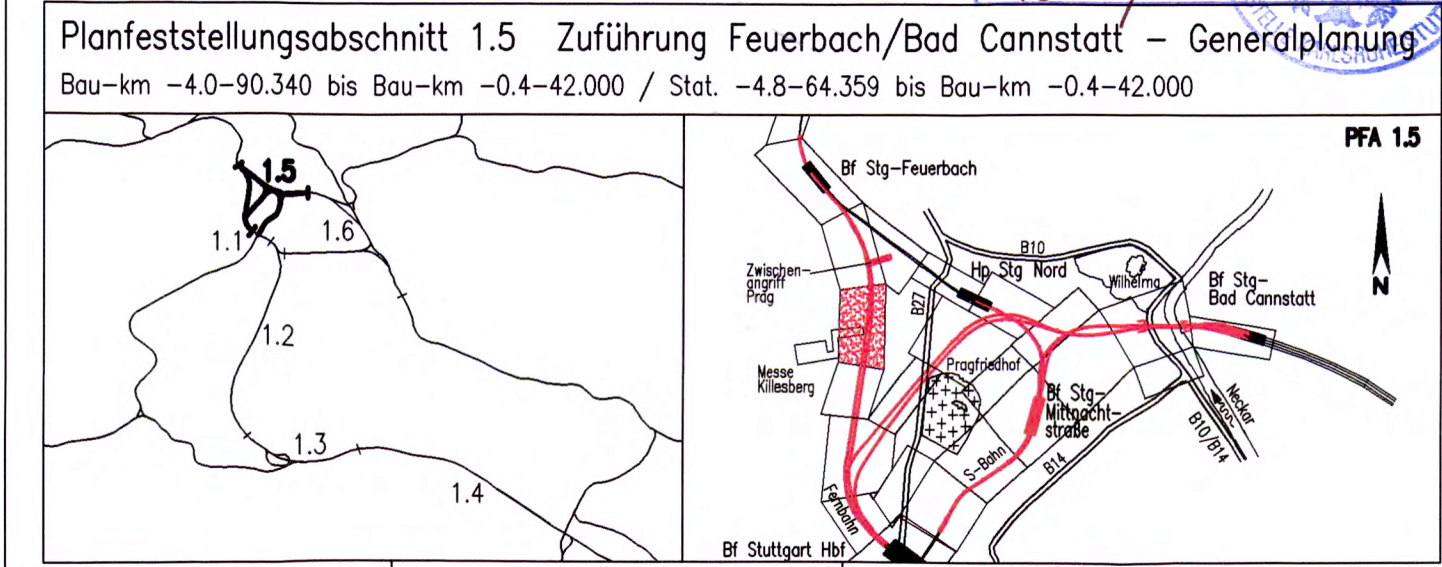 Planfeststellungsabschnitt 1.5 Zuführung Feuerbach/Bad Cannstatt – Generalplanung
Bau-km -4.0-90.340 bis Bau-km -0.4-42.000 / Stat. -4.8-64.359 bis Bau-km -0.4-42.000
1.5
1.1
1.6
1.2
1.3
1.4
PFA 1.5
Bf Stg-Feuerbach
Zwischen-
angriff
Prag
Messe
Killesberg
B27
B10
Hp Stg Nord
Wilhelma
Bf Stg-
Bad Cannstatt
N
Pragfriedhof
Bf Stg-
Mittnacht-
straße
Neckar
B10/B14
S-Bahn
B14
Fernbahn
Bf Stuttgart Hbf